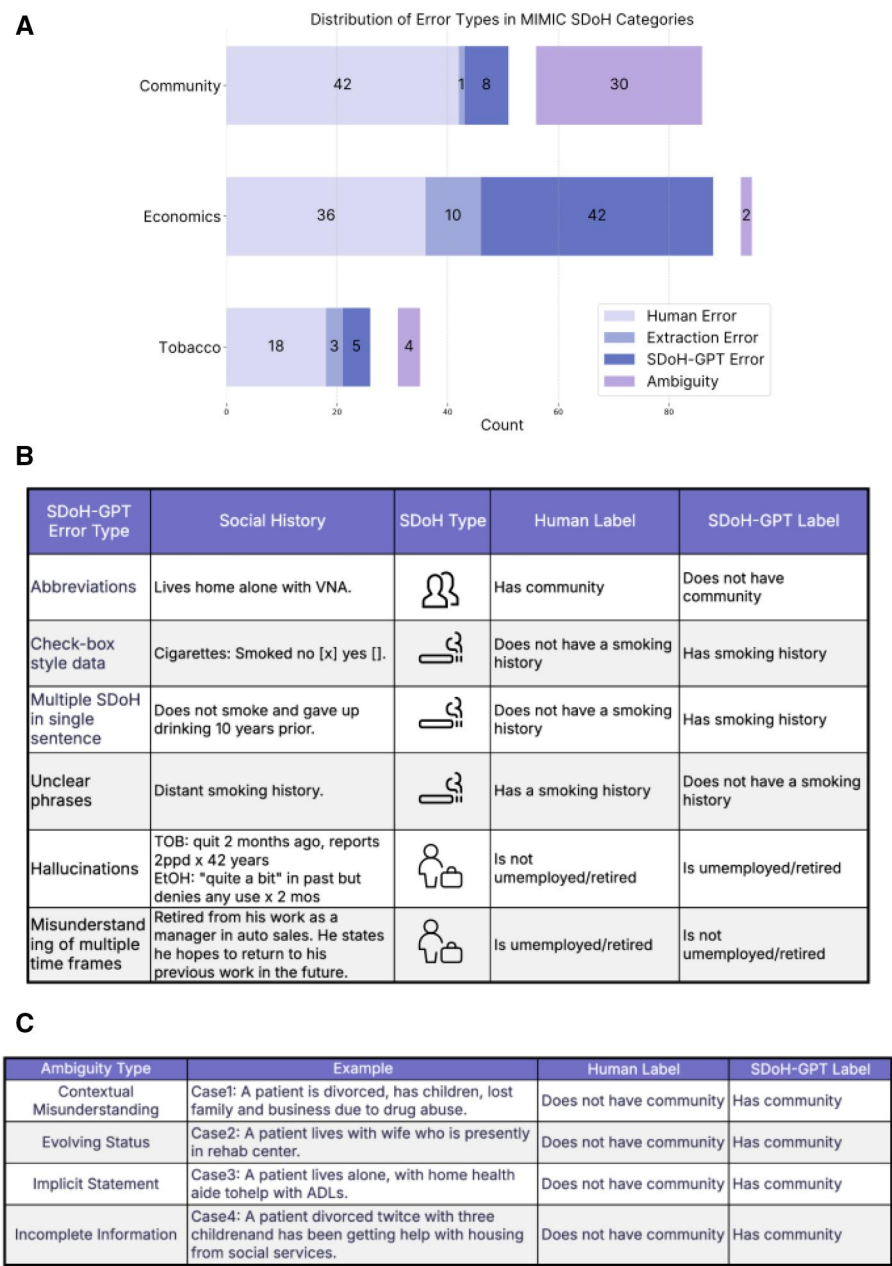 A
Distribution of Error Types in MIMIC SDoH Categories
Community
42
1
8
30
Economics
36
10
42
2
Tobacco
18
3
5
4
Human Error
Extraction Error
SDoH-GPT Error
Ambiguity
0
20
40
60
80
Count
B
SDoH-GPT
Error Type
Social History
SDoH Type
Human Label
SDoH-GPT Label
Abbreviations
Lives home alone with VNA.
Has community
Does not have
community
Check-box
style data
Cigarettes: Smoked no [x] yes [].
Does not have a smoking
history
Has smoking history
Multiple SDoH
in single
sentence
Does not smoke and gave up
drinking 10 years prior.
Does not have a smoking
history
Has smoking history
Unclear
phrases
Distant smoking history.
Has a smoking history
Does not have a smoking
history
Hallucinations
TOB: quit 2 months ago, reports
2ppd x 42 years
EtOH: "quite a bit" in past but
denies any use x 2 mos
Is not
umemployed/retired
Is umemployed/retired
Misunderstand
ing of multiple
time frames
Retired from his work as a
manager in auto sales. He states
he hopes to return to his
previous work in the future.
Is umemployed/retired
Is not
umemployed/retired
C
Ambiguity Type
Example
Human Label
SDoH-GPT Label
Contextual
Misunderstanding
Case1: A patient is divorced, has children, lost
family and business due to drug abuse.
Does not have community
Has community
Evolving Status
Case2: A patient lives with wife who is presently
in rehab center.
Does not have community
Has community
Implicit Statement
Case3: A patient lives alone, with home health
aide tohelp with ADLs.
Does not have community
Has community
Incomplete Information
Case4: A patient divorced twitce with three
childrenand has been getting help with housing
from social services.
Does not have community
Has community